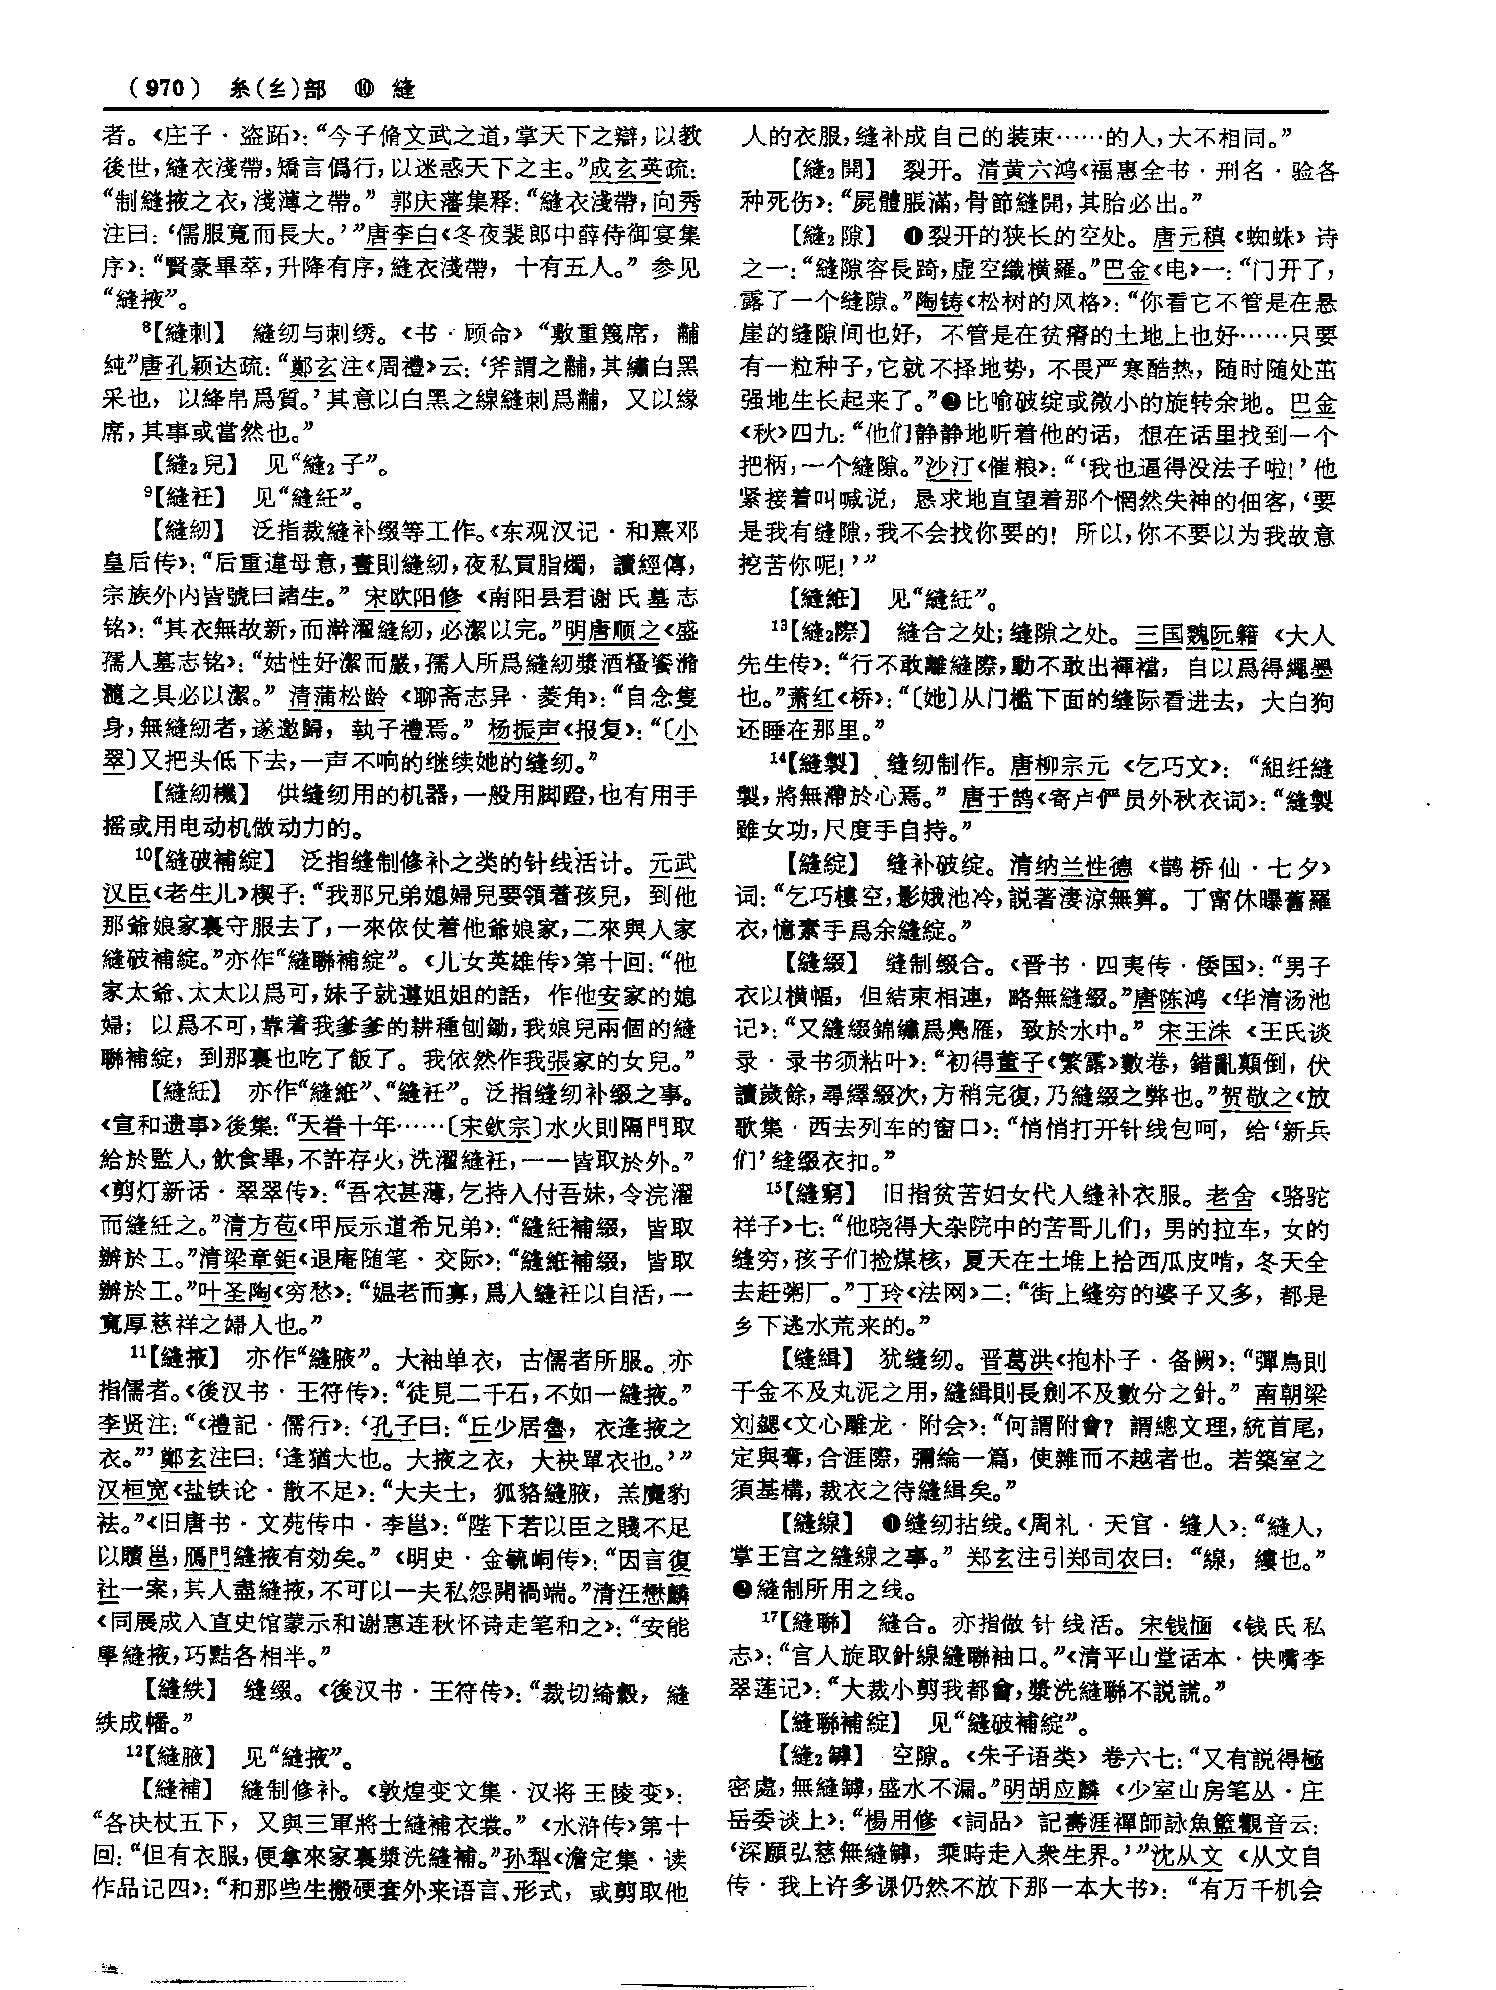 （970） 糸(纟)部 ⑩ 縫
者。《庄子·盗跖》：“今子脩文武之道，掌天下之辯，以教
後世，縫衣淺帶，矯言僞行，以迷惑天下之主。”成玄英疏：
“制縫掖之衣，淺薄之帶。”郭庆藩集释：“縫衣淺帶，向秀
注曰：‘儒服寬而長大。’”唐李白《冬夜裴郎中薛侍御宴集
序》：“賢豪畢萃，升降有序，縫衣淺帶，十有五人。”参见
“縫掖”。
8【縫刺】 縫纫与刺绣。《书·顾命》“敷重篾席，黼
純”唐孔颖达疏：“鄭玄注《周禮》云：‘斧謂之黼，其繡白黑
采也，以絳帛爲質。’其意以白黑之線縫刺爲黼，又以緣
席，其事或當然也。”
【縫₂兒】 见“縫₂子”。
9【縫衽】 见“縫紝”。
【縫紉】 泛指裁縫补缀等工作。《东观汉记·和熹邓
皇后传》：“后重違母意，晝則縫紉，夜私買脂燭，讀經傳，
宗族外内皆號曰諸生。”宋欧阳修《南阳县君谢氏墓志
铭》：“其衣無故新，而澣濯縫紉，必潔以完。”明唐顺之《盛
孺人墓志铭》：“姑性好潔而嚴，孺人所爲縫紉漿酒糔餈滫
瀡之具必以潔。”清蒲松龄《聊斋志异·菱角》：“自念隻
身，無縫紉者，遂邀歸，執子禮焉。”杨振声《报复》：“〔小
翠〕又把头低下去，一声不响的继续她的缝纫。”
【縫紉機】 供缝纫用的机器，一般用脚蹬，也有用手
摇或用电动机做动力的。
10【縫破補綻】 泛指缝制修补之类的针线活计。元武
汉臣《老生儿》楔子：“我那兄弟媳婦兒要領着孩兒，到他
那爺娘家裏守服去了，一來依仗着他爺娘家，二來與人家
縫破補綻。”亦作“縫聯補綻”。《儿女英雄传》第十回：“他
家太爺、太太以爲可，妹子就遵姐姐的話，作他安家的媳
婦；以爲不可，靠着我爹爹的耕種刨鋤，我娘兒兩個的縫
聯補綻，到那裏也吃了飯了。我依然作我張家的女兒。”
【縫紝】 亦作“縫絍”、“縫衽”。泛指缝纫补缀之事。
《宣和遗事》後集：“天眷十年……〔宋欽宗〕水火則隔門取
給於監人，飲食畢，不許存火，洗濯縫衽，一一皆取於外。”
《剪灯新话·翠翠传》：“吾衣甚薄，乞持入付吾妹，令浣濯
而縫紝之。”清方苞《甲辰示道希兄弟》：“縫紝補綴，皆取
辦於工。”清梁章鉅《退庵随笔·交际》：“縫絍補綴，皆取
辦於工。”叶圣陶《穷愁》：“媪老而寡，爲人縫衽以自活，一
寬厚慈祥之婦人也。”
11【縫掖】 亦作“縫腋”。大袖单衣，古儒者所服。亦
指儒者。《後汉书·王符传》：“徒見二千石，不如一縫掖。”
李贤注：“《禮記·儒行》：‘孔子曰：“丘少居魯，衣逢掖之
衣。”’鄭玄注曰：‘逢猶大也。大掖之衣，大袂單衣也。’”
汉桓宽《盐铁论·散不足》：“大夫士，狐貉縫腋，羔麑豹
袪。”《旧唐书·文苑传中·李邕》：“陛下若以臣之賤不足
以贖邕，鴈門縫掖有効矣。”《明史·金毓峒传》：“因言復
社一案，其人盡縫掖，不可以一夫私怨開禍端。”清汪懋麟
《同展成入直史馆蒙示和谢惠连秋怀诗走笔和之》：“安能
學縫掖，巧黠各相半。”
【縫紩】 缝缀。《後汉书·王符传》：“裁切綺縠，縫
紩成幡。”
12【縫腋】 见“縫掖”。
【縫補】 缝制修补。《敦煌变文集·汉将王陵变》：
“各决杖五下，又與三軍將士縫補衣裳。”《水浒传》第十
回：“但有衣服，便拿來家裏漿洗縫補。”孙犁《澹定集·读
作品记四》：“和那些生搬硬套外来语言、形式，或剪取他
人的衣服，缝补成自己的装束……的人，大不相同。”
【縫₂開】 裂开。清黄六鸿《福惠全书·刑名·验各
种死伤》：“屍體脹滿，骨節縫開，其胎必出。”
【縫₂隙】 ❶裂开的狭长的空处。唐元稹《蜘蛛》诗
之一：“縫隙容長踦，虚空織横羅。”巴金《电》一：“门开了，
露了一个缝隙。”陶铸《松树的风格》：“你看它不管是在悬
崖的缝隙间也好，不管是在贫瘠的土地上也好……只要
有一粒种子，它就不择地势，不畏严寒酷热，随时随处茁
强地生长起来了。”❷比喻破绽或微小的旋转余地。巴金
《秋》四九：“他们静静地听着他的话，想在话里找到一个
把柄，一个缝隙。”沙汀《催粮》：“‘我也逼得没法子啦！’他
紧接着叫喊说，恳求地直望着那个惘然失神的佃客，‘要
是我有缝隙，我不会找你要的！所以，你不要以为我故意
挖苦你呢！’”
【縫絍】 见“縫紝”。
13【縫₂際】 縫合之处；缝隙之处。三国魏阮籍《大人
先生传》：“行不敢離縫際，動不敢出褌襠，自以爲得繩墨
也。”萧红《桥》：“〔她〕从门槛下面的缝际看进去，大白狗
还睡在那里。”
14【縫製】 缝纫制作。唐柳宗元《乞巧文》：“組纴縫
製，將無滯於心焉。”唐于鹄《寄卢俨员外秋衣词》：“縫製
雖女功，尺度手自持。”
【縫綻】 缝补破绽。清纳兰性德《鹊桥仙·七夕》
词：“乞巧樓空，影娥池冷，説著淒涼無算。丁甯休曝舊羅
衣，憶素手爲余縫綻。”
【縫綴】 缝制缀合。《晋书·四夷传·倭国》：“男子
衣以横幅，但結束相連，略無縫綴。”唐陈鸿《华清汤池
记》：“又縫綴錦繡爲鳧雁，致於水中。”宋王洙《王氏谈
录·录书须粘叶》：“初得董子《繁露》數卷，錯亂顛倒，伏
讀歲餘，尋繹綴次，方稍完復，乃縫綴之弊也。”贺敬之《放
歌集·西去列车的窗口》：“悄悄打开针线包呵，给‘新兵
们’缝缀衣扣。”
15【縫窮】 旧指贫苦妇女代人缝补衣服。老舍《骆驼
祥子》七：“他晓得大杂院中的苦哥儿们，男的拉车，女的
缝穷，孩子们捡煤核，夏天在土堆上拾西瓜皮啃，冬天全
去赶粥厂。”丁玲《法网》二：“街上缝穷的婆子又多，都是
乡下逃水荒来的。”
【縫緝】 犹缝纫。晋葛洪《抱朴子·备阙》：“彈鳥則
千金不及丸泥之用，縫緝則長劍不及數分之針。”南朝梁
刘勰《文心雕龙·附会》：“何謂附會？謂總文理，統首尾，
定與奪，合涯際，彌綸一篇，使雜而不越者也。若築室之
須基構，裁衣之待縫緝矣。”
【縫線】 ❶缝纫拈线。《周礼·天官·缝人》：“縫人，
掌王宫之縫線之事。”郑玄注引郑司农曰：“線，縷也。”
❷縫制所用之线。
17【縫聯】 縫合。亦指做针线活。宋钱愐《钱氏私
志》：“宫人旋取針線縫聯袖口。”《清平山堂话本·快嘴李
翠莲记》：“大裁小剪我都會，漿洗縫聯不説謊。”
【縫聯補綻】 见“縫破補綻”。
【縫₂罅】 空隙。《朱子语类》卷六七：“又有説得極
密處，無縫罅，盛水不漏。”明胡应麟《少室山房笔丛·庄
岳委谈上》：“楊用修《詞品》記壽涯禪師詠魚籃觀音云：
‘深願弘慈無縫罅，乘時走入衆生界。’”沈从文《从文自
传·我上许多课仍然不放下那一本大书》：“有万千机会